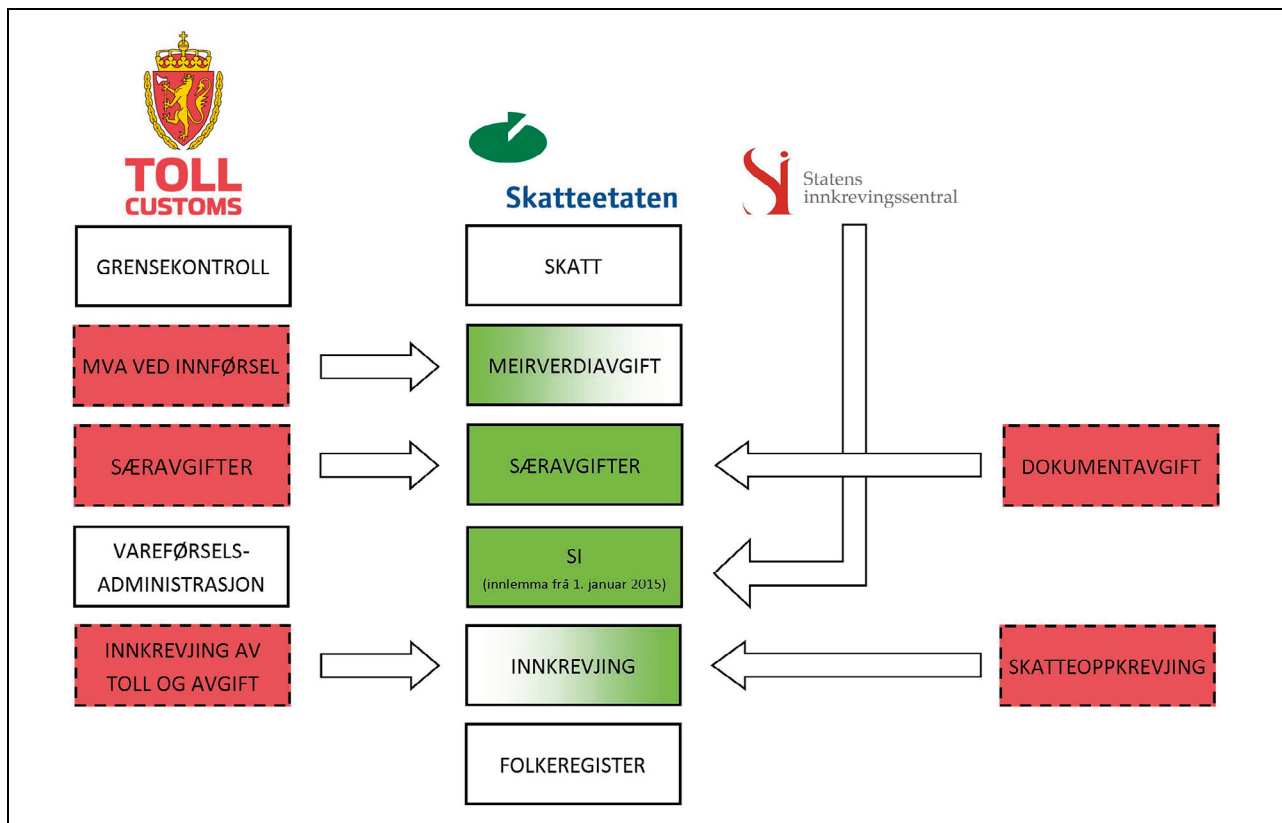 TOLL
CUSTOMS
GRENSEKONTROLL
MVA VED INNFØRSEL
SÆRAVGIFTER
VAREFØRSELS-
ADMINISTRASJON
INNKREVJING AV
TOLL OG AVGIFT
Skatteetaten
SKATT
MEIRVERDIAVGIFT
SÆRAVGIFTER
SI
(innlemma frå 1. januar 2015)
INNKREVJING
FOLKEREGISTER
Si
Statens
innkrevingssentral
DOKUMENTAVGIFT
SKATTEOPPKREVJING